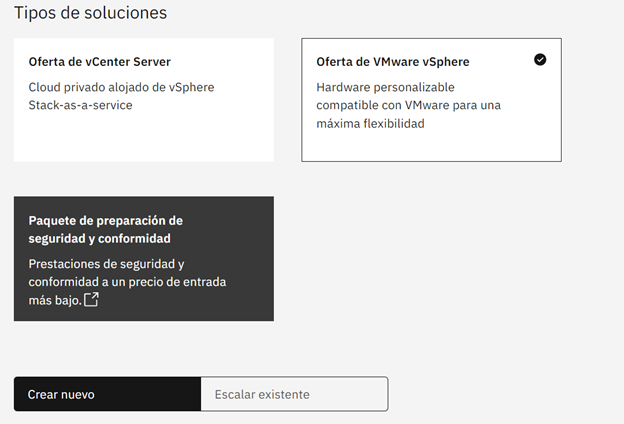 Tipos de soluciones
Oferta de vCenter Server
Cloud privado alojado de vSphere
Stack-as-a-service
Oferta de VMware vSphere
Hardware personalizable
compatible con VMware para una
máxima flexibilidad
Paquete de preparación de
seguridad y conformidad
Prestaciones de seguridad y
conformidad a un precio de entrada
más bajo.
Crear nuevo
Escalar existente